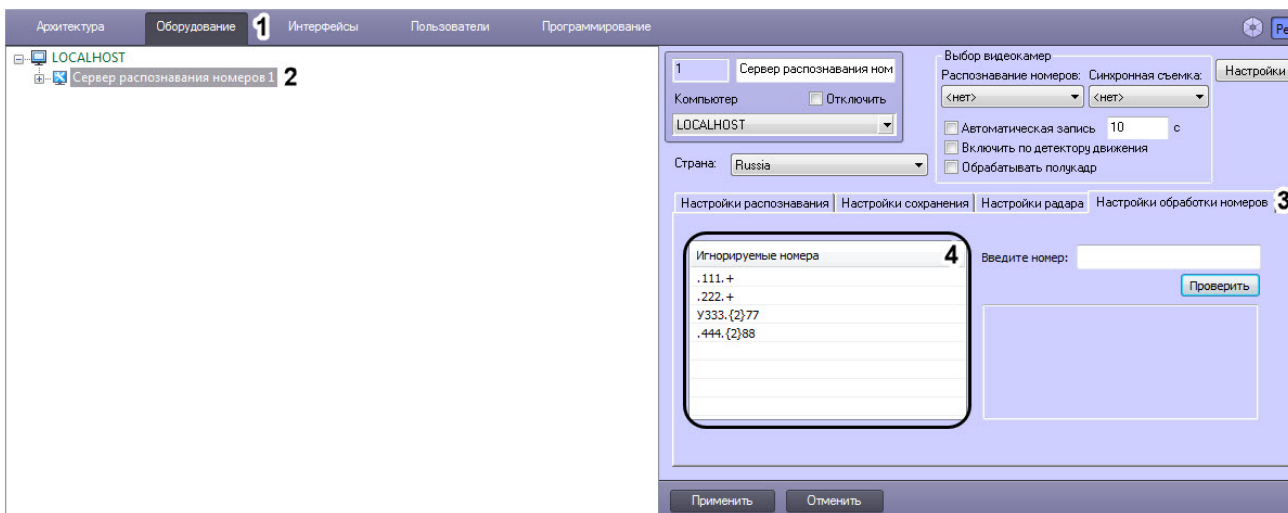 Архитектура Оборудование 1 Интерфейсы Пользователи Программирование Ре
LOCALHOST
Сервер распознавания номеров 1 2
1 Сервер распознавания ном
Компьютер Отключить
LOCALHOST
Страна: Russia
Выбор видеокамер
Распознавание номеров: Синхронная съемка:
<нет> <нет>
Автоматическая запись 10 с
Включить по детектору движения
Обрабатывать полукадр
Настройки
Настройки распознавания Настройки сохранения Настройки радара Настройки обработки номеров 3
Игнорируемые номера 4
.111.+
.222.+
У333.{2}77
.444.{2}88
Введите номер:
Проверить
Применить Отменить